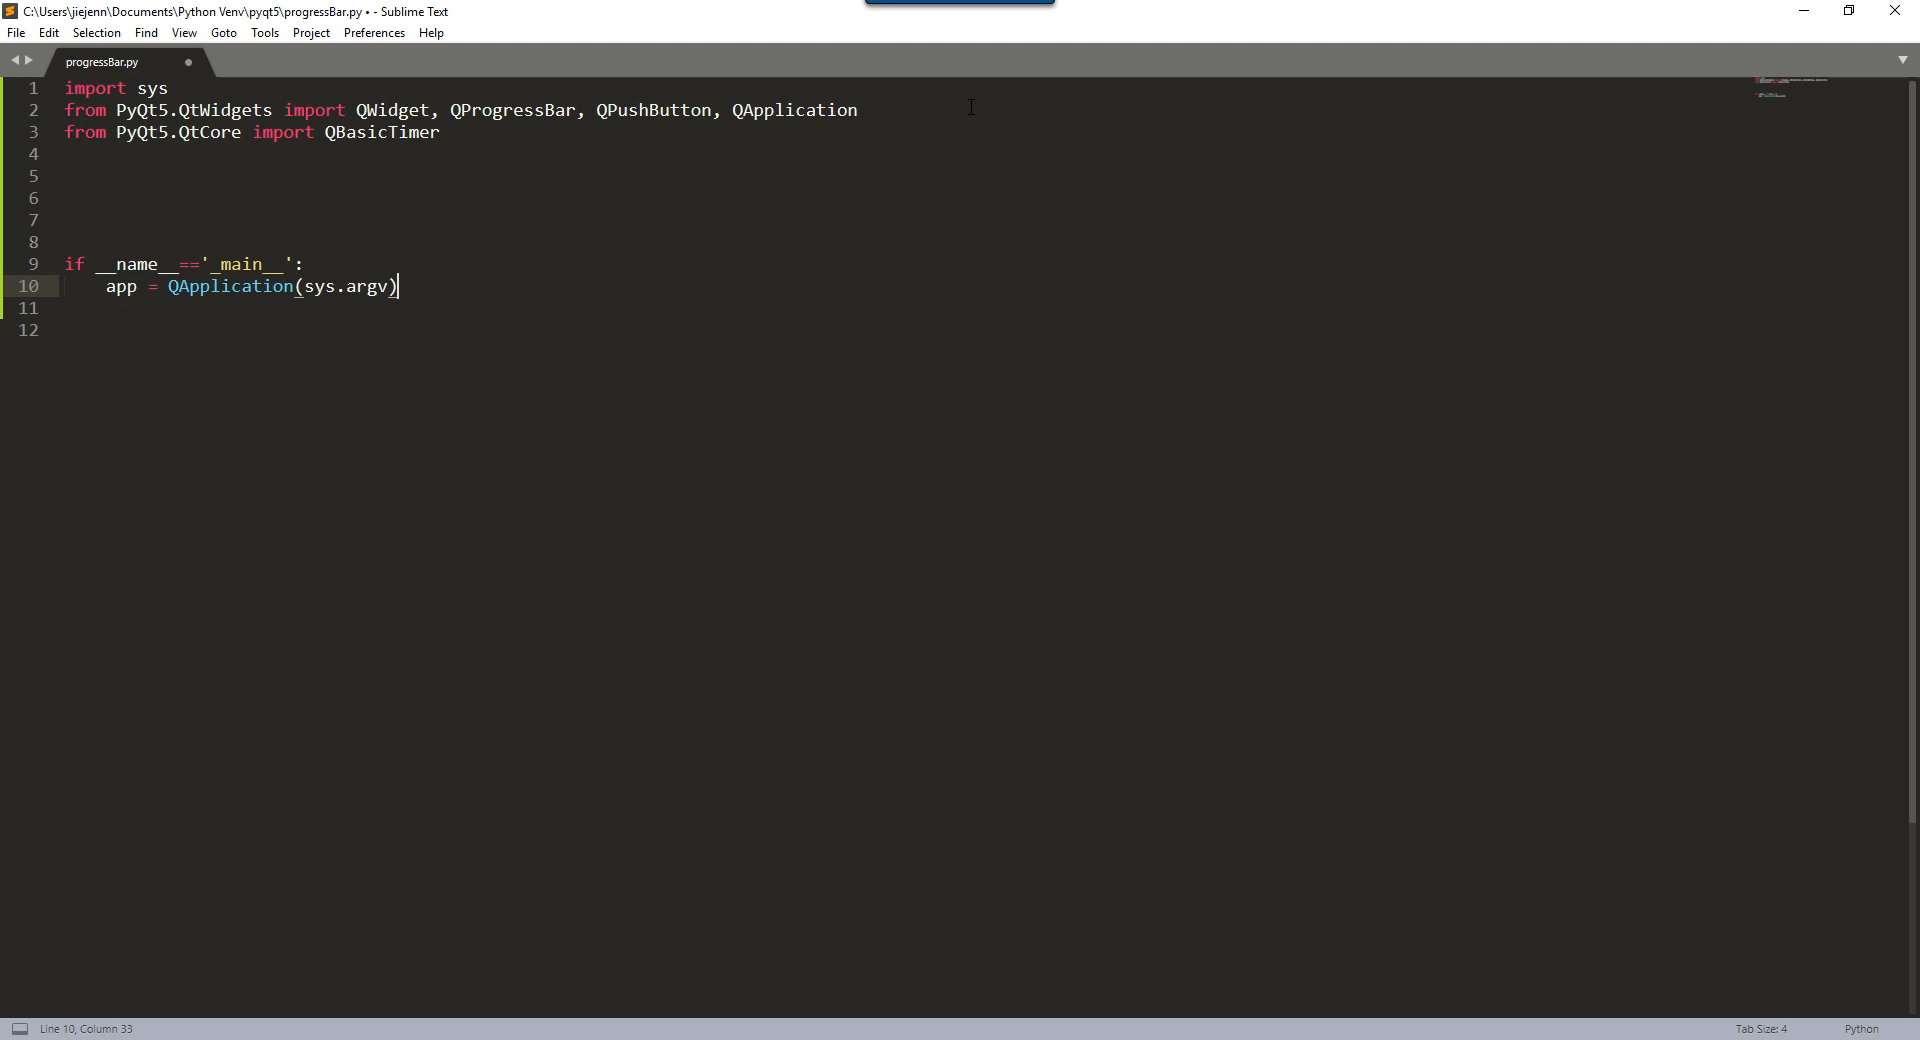 C:\Users\jiejenn\Documents\Python Venv\pyqt5\progressBar.py • - Sublime Text
File Edit Selection Find View Goto Tools Project Preferences Help
progressBar.py
1 import sys
2 from PyQt5.QtWidgets import QWidget, QProgressBar, QPushButton, QApplication
3 from PyQt5.QtCore import QBasicTimer
4
5
6
7
8
9 if __name__=='_main__':
10     app = QApplication(sys.argv)
11
12
Line 10, Column 33 Tab Size: 4 Python